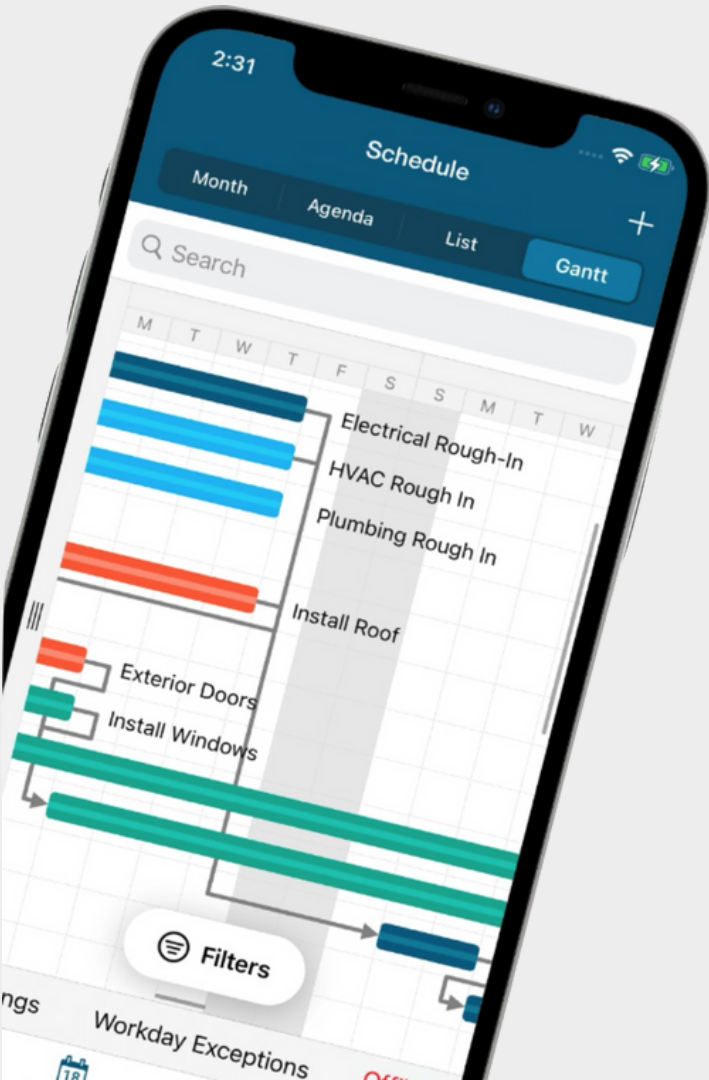 2:31
Schedule
Month Agenda List Gantt
Search
M T W T F S S M T W
Electrical Rough-In
HVAC Rough In
Plumbing Rough In
Install Roof
Exterior Doors
Install Windows
Filters
Workday Exceptions
18